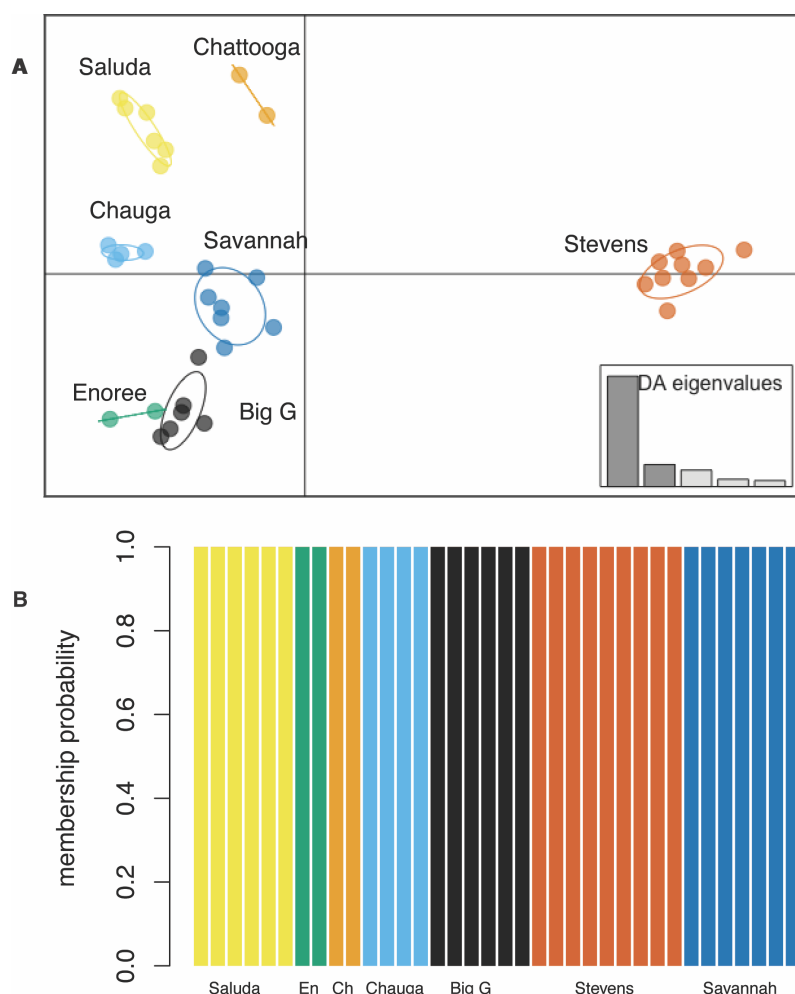 A
Chattooga
Saluda
Chauga
Savannah
Stevens
Enoree
Big G
DA eigenvalues
B
membership probability
1.0
0.8
0.6
0.4
0.2
0.0
Saluda En Ch Chauga Big G Stevens Savannah